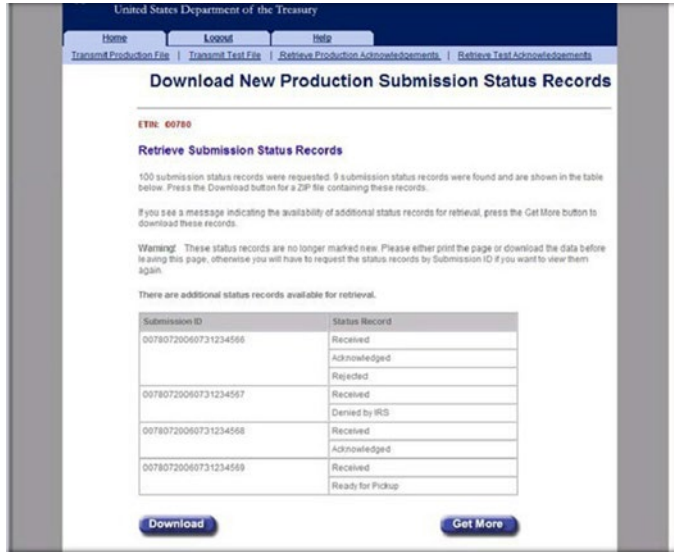 United States Department of the Treasury
Home Logout Help
Transmit Production File | Transmit Test File | Retrieve Production Acknowledgements | Retrieve Test Acknowledgements
Download New Production Submission Status Records
ETIN: 00780
Retrieve Submission Status Records
100 submission status records were requested. 9 submission status records were found and are shown in the table
below. Press the Download button for a ZIP file containing these records.
If you see a message indicating the availability of additional status records for retrieval, press the Get More button to
download these records.
Warning! These status records are no longer marked new. Please either print the page or download the data before
leaving this page, otherwise you will have to request the status records by Submission ID if you want to view them
again.
There are additional status records available for retrieval.
Submission ID Status Record
00780720060731234566 Received
Acknowledged
Rejected
00780720060731234567 Received
Denied by IRS
00780720060731234568 Received
Acknowledged
00780720060731234569 Received
Ready for Pickup
Download Get More